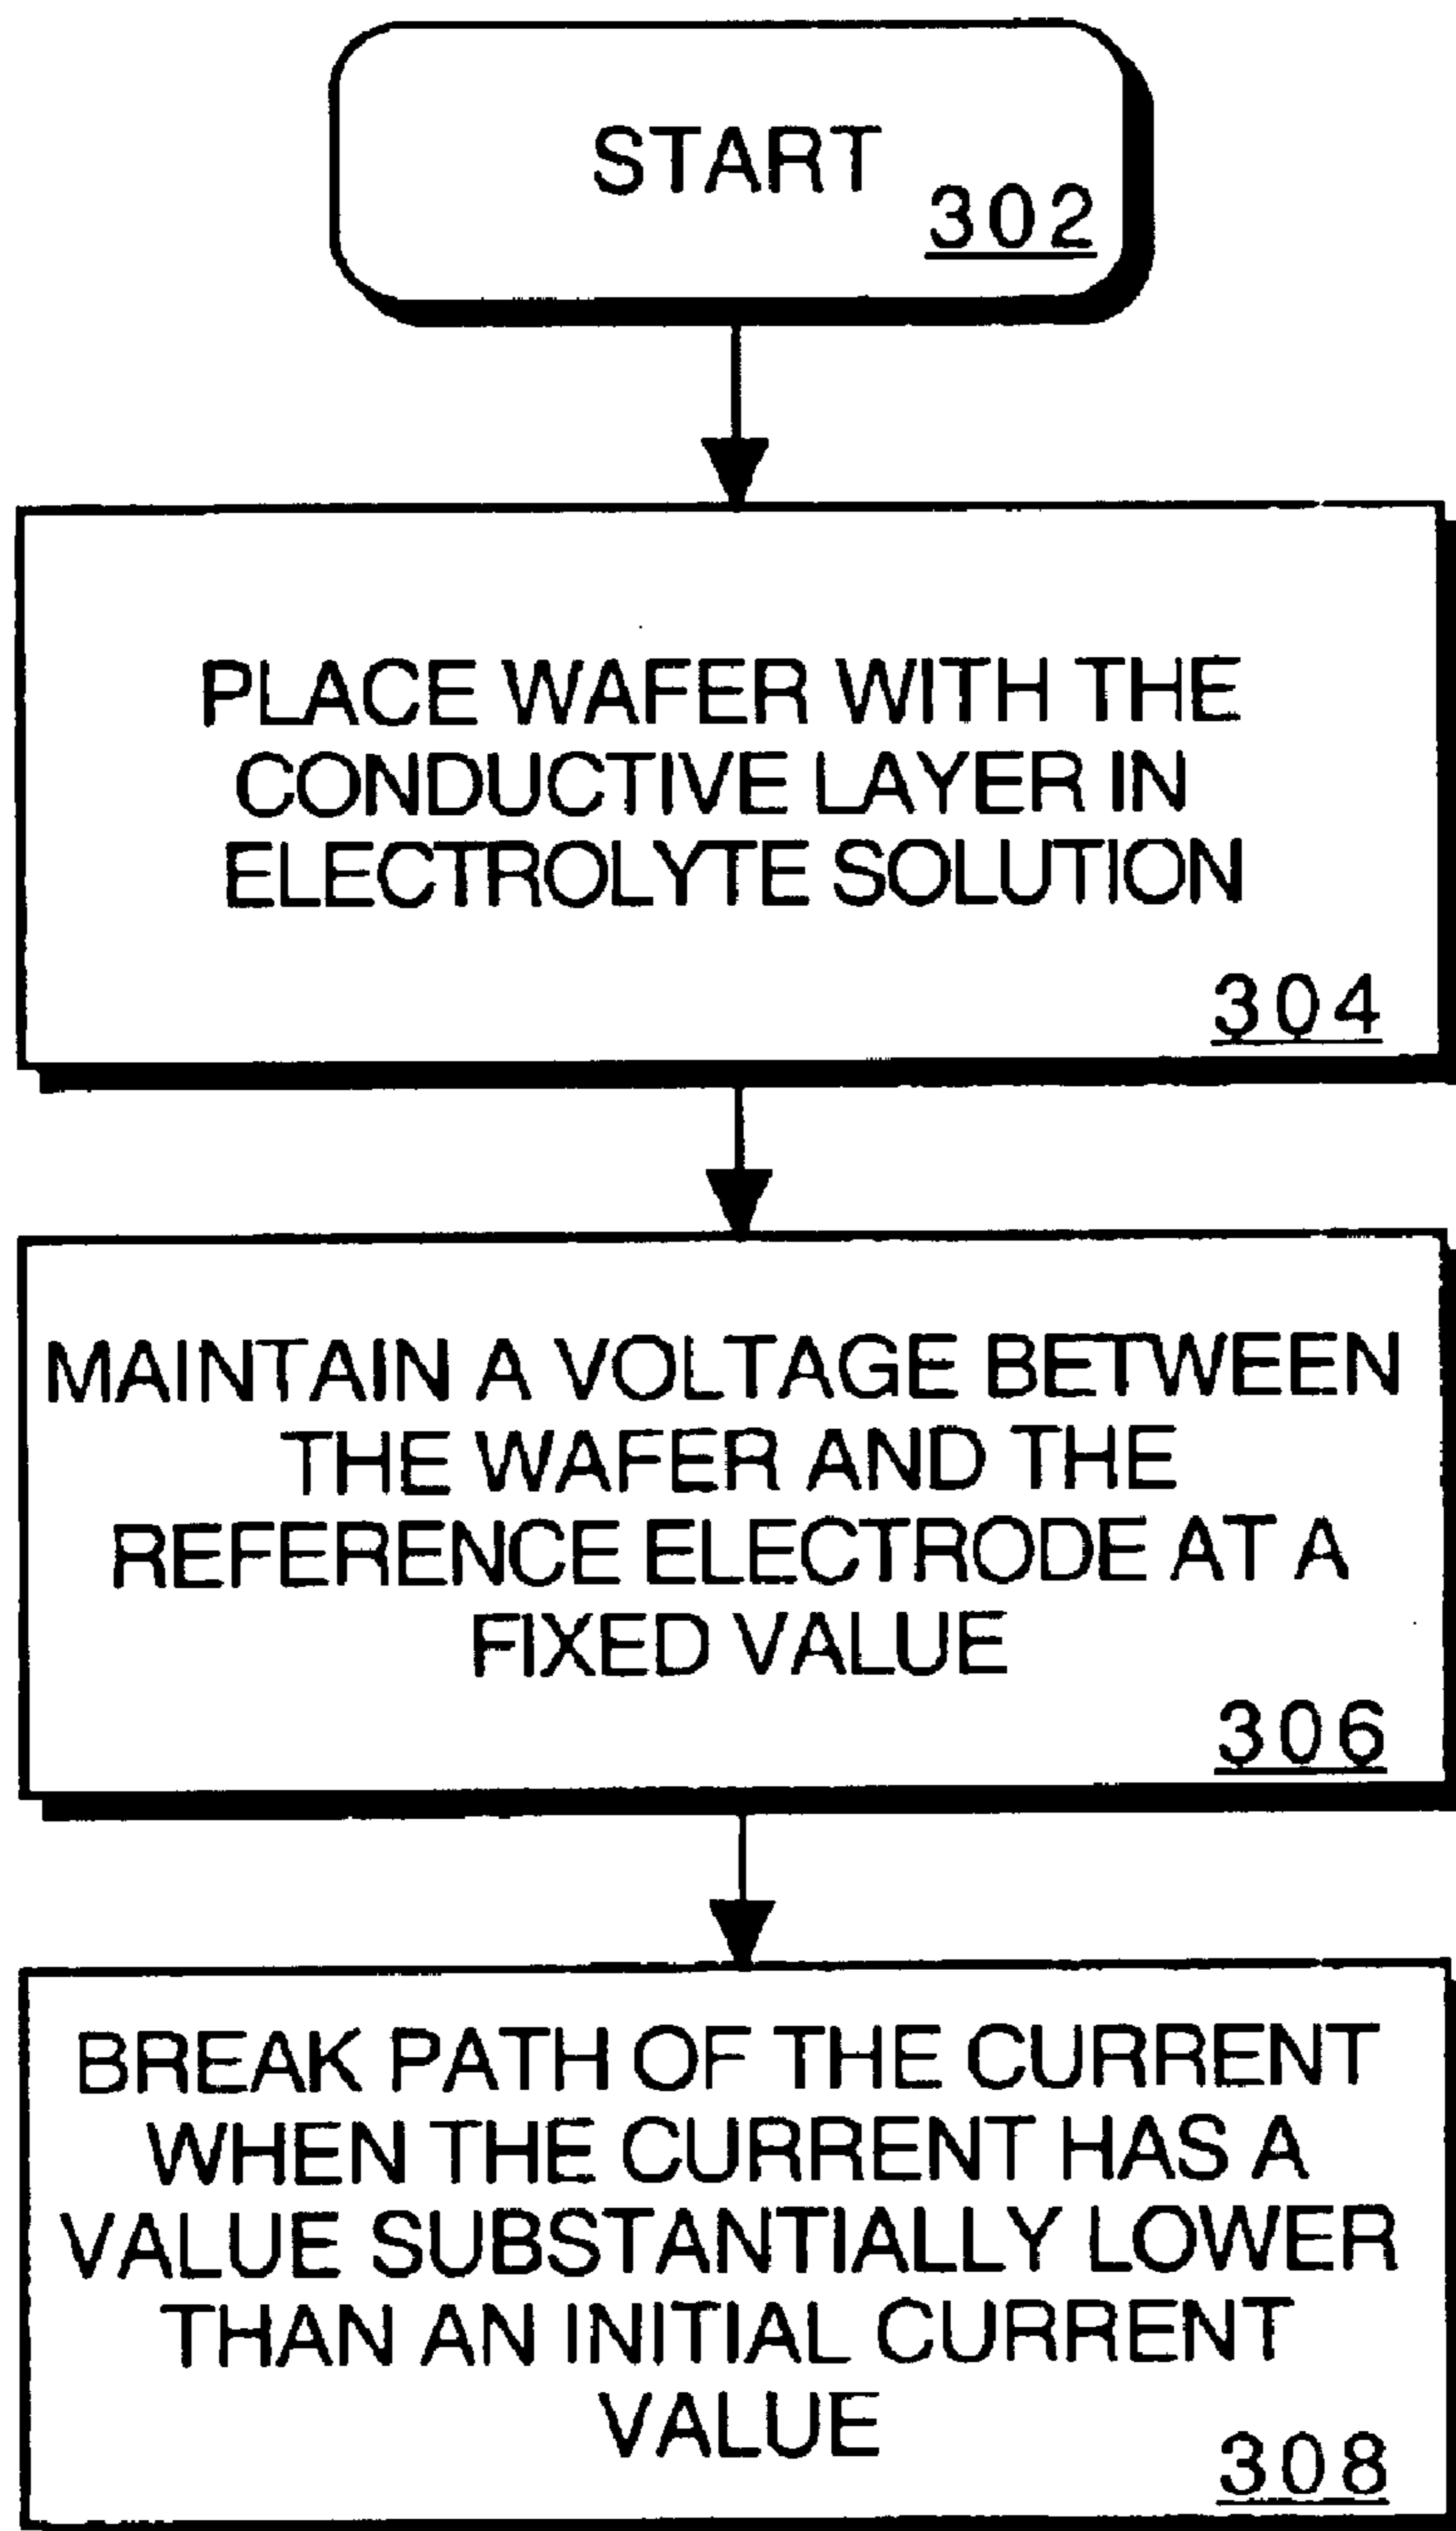 START
302
PLACE WAFER WITH THE
CONDUCTIVE LAYER IN
ELECTROLYTE SOLUTION
304
MAINTAIN A VOLTAGE BETWEEN
THE WAFER AND THE
REFERENCE ELECTRODE AT A
FIXED VALUE
306
BREAK PATH OF THE CURRENT
WHEN THE CURRENT HAS A
VALUE SUBSTANTIALLY LOWER
THAN AN INITIAL CURRENT
VALUE
308